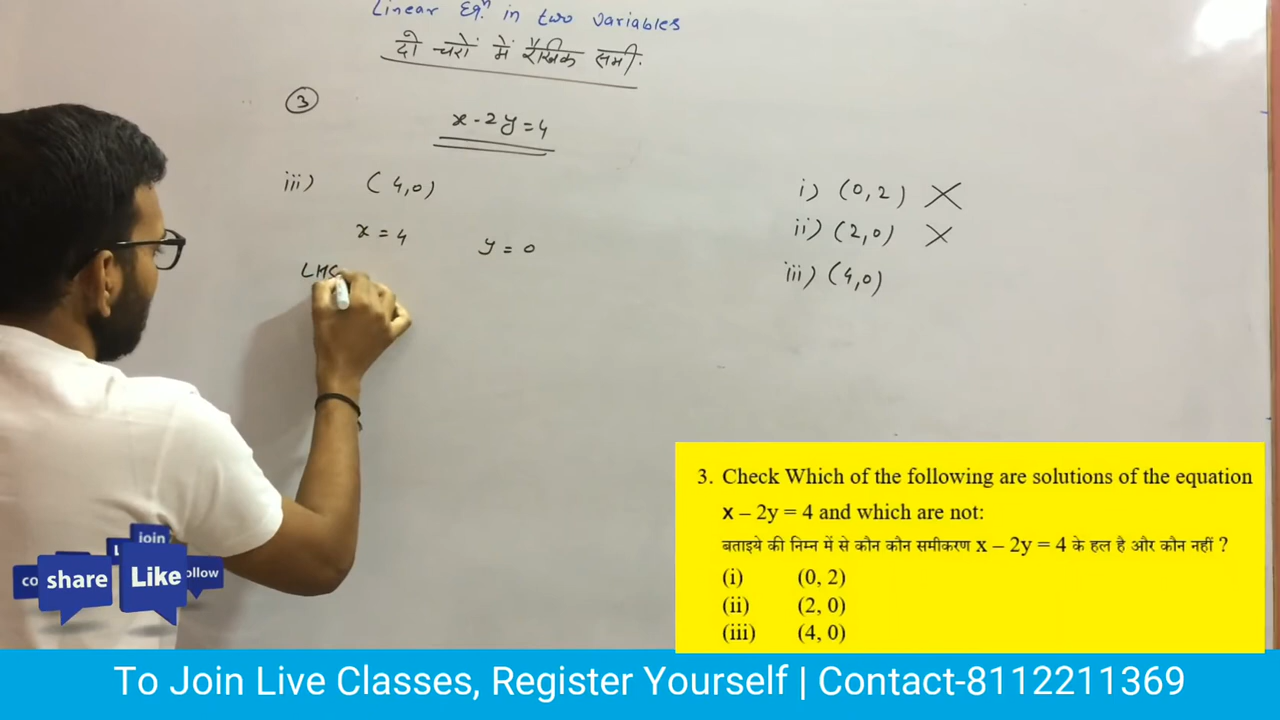 Linear Eqⁿ in two variables
दो चरों में रैखिक समी.
3
x - 2y = 4
iii) (4,0)
x = 4 y = 0
LHS
i) (0,2) X
ii) (2,0) X
iii) (4,0)
3. Check Which of the following are solutions of the equation
x – 2y = 4 and which are not:
बताइये की निम्न में से कौन कौन समीकरण x – 2y = 4 के हल है और कौन नहीं ?
(i) (0, 2)
(ii) (2, 0)
(iii) (4, 0)
join
share
Like
ollow
To Join Live Classes, Register Yourself | Contact-8112211369